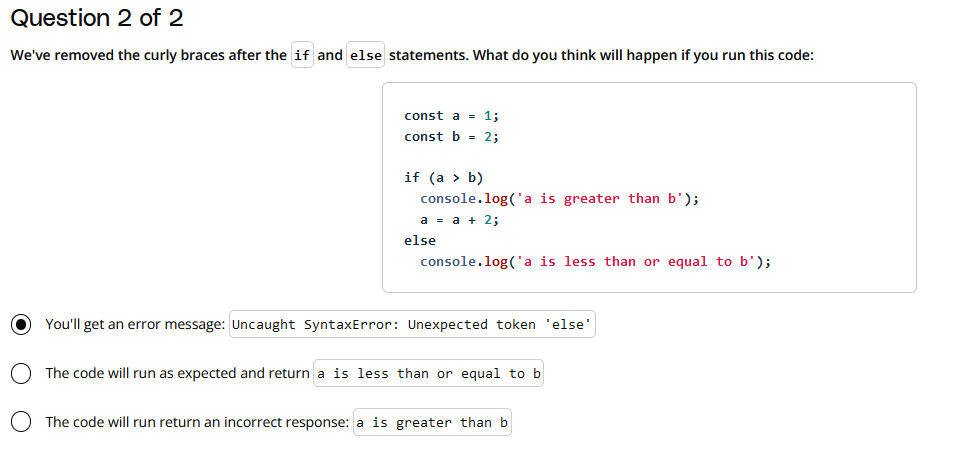 Question 2 of 2
We've removed the curly braces after the if and else statements. What do you think will happen if you run this code:
const a = 1;
const b = 2;
if (a > b)
console.log('a is greater than b');
a = a + 2;
else
console.log('a is less than or equal to b');
You'll get an error message: Uncaught SyntaxError: Unexpected token 'else'
The code will run as expected and return a is less than or equal to b
The code will run return an incorrect response: a is greater than b